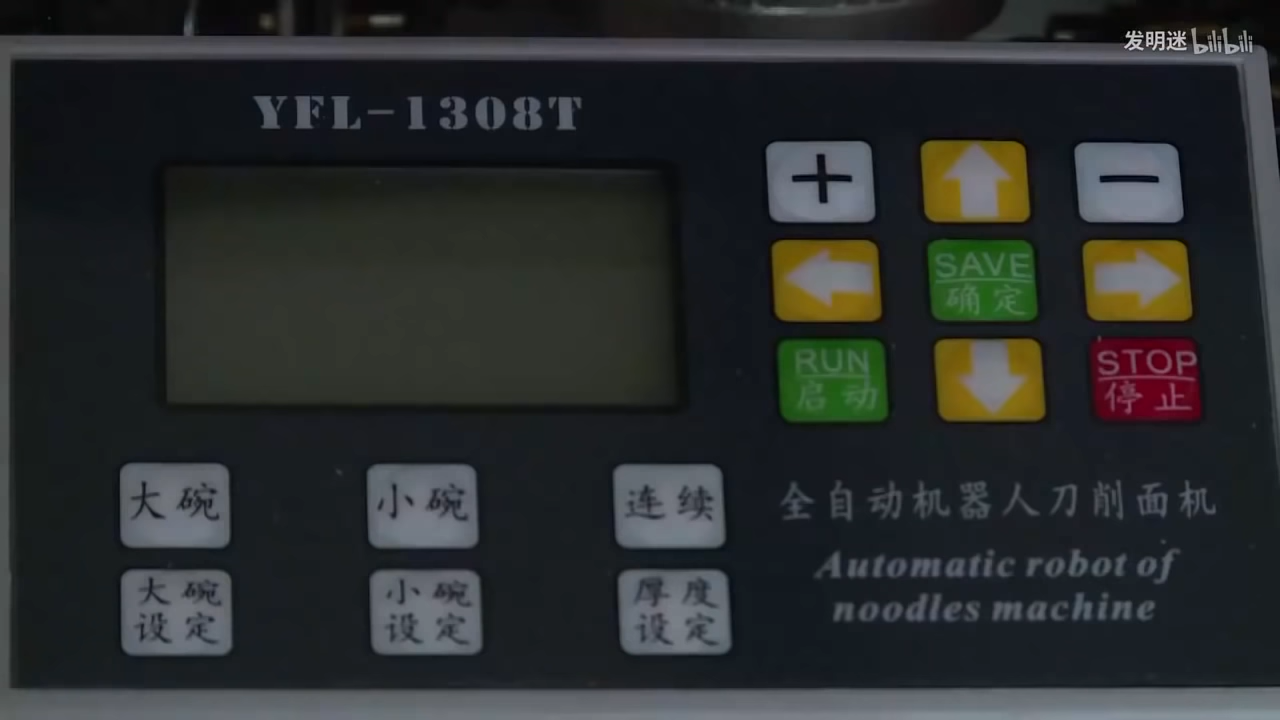 发明迷 bilibili
YFL-1308T
+
−
SAVE
确定
RUN
启动
STOP
停止
大碗
小碗
连续
大碗
设定
小碗
设定
厚度
设定
全自动机器人刀削面机
Automatic robot of
noodles machine